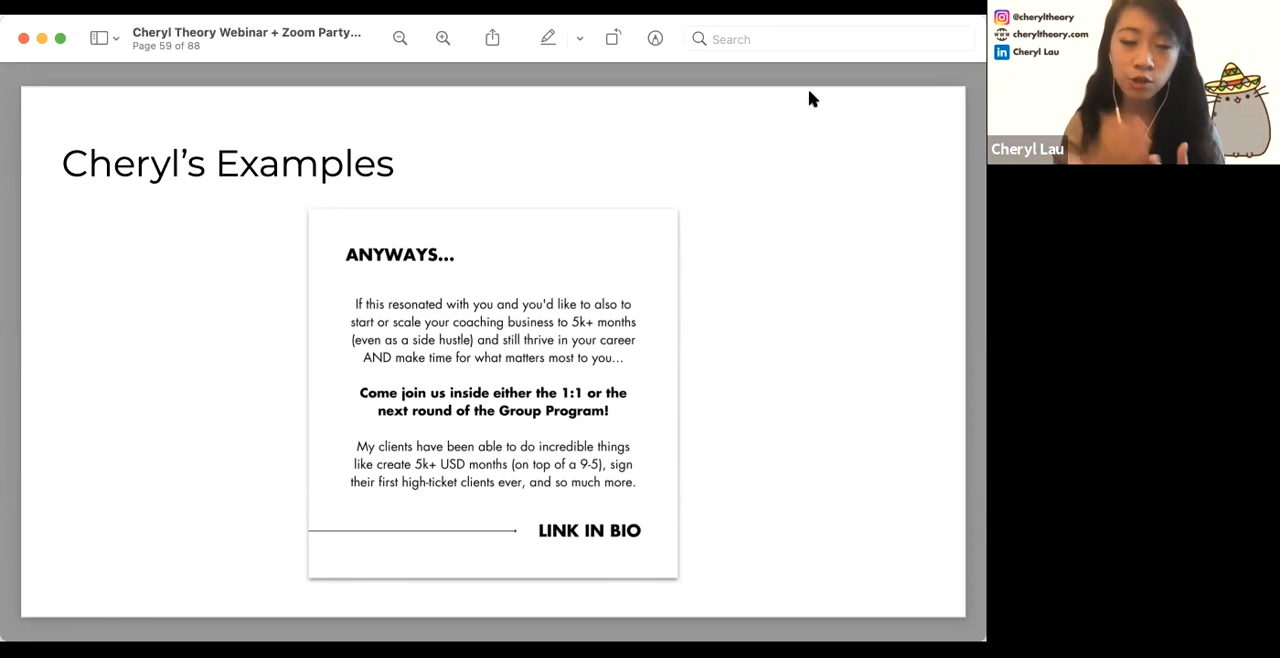 Cheryl Theory Webinar + Zoom Party...
Page 59 of 88
Search
@cheryltheory
cheryltheory.com
in Cheryl Lau
Cheryl Lau
Cheryl's Examples
ANYWAYS...
If this resonated with you and you'd like to also to
start or scale your coaching business to 5k+ months
(even as a side hustle) and still thrive in your career
AND make time for what matters most to you...
Come join us inside either the 1:1 or the
next round of the Group Program!
My clients have been able to do incredible things
like create 5k+ USD months (on top of a 9-5), sign
their first high-ticket clients ever, and so much more.
LINK IN BIO